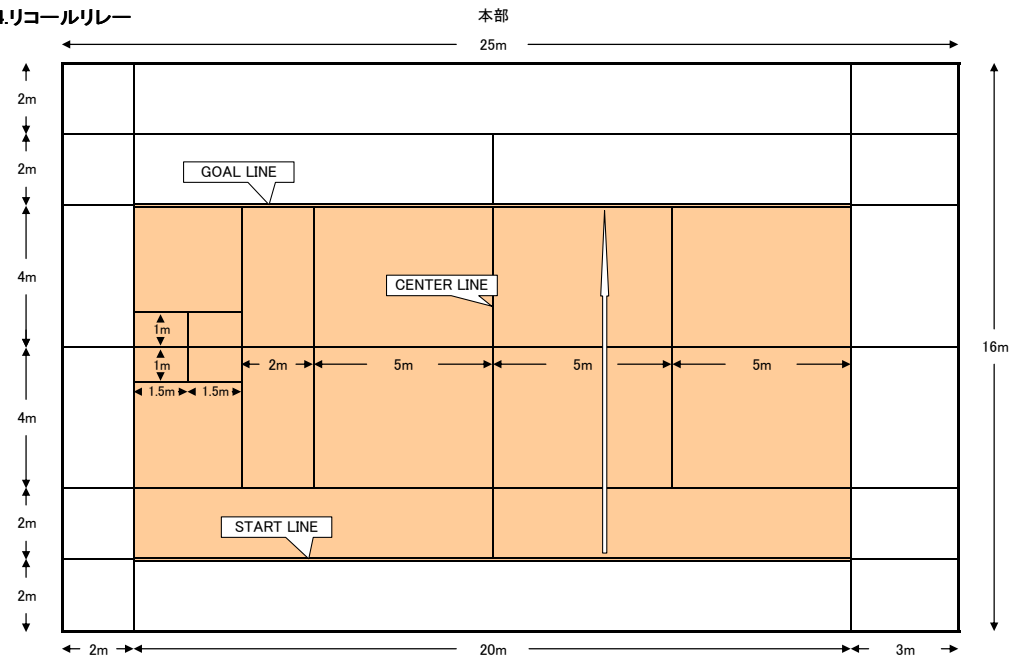 4.リコールリレー
本部
25m
2m
2m
GOAL LINE
4m
CENTER LINE
1m
16m
1m
2m
5m
5m
5m
1.5m
1.5m
4m
2m
START LINE
2m
2m
20m
3m